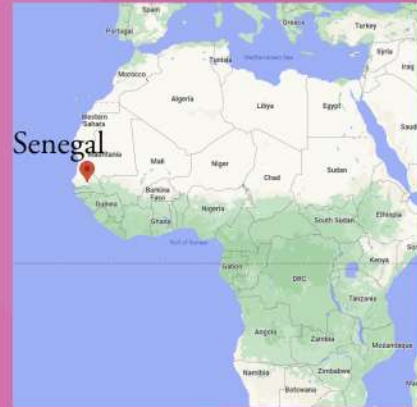 Spain
Portugal
Greece
Turkey
Tunisia
Mediterranean Sea
Syria
Iraq
Morocco
Algeria
Libya
Egypt
Western
Sahara
Saudi
Senegal
Mauritania
Mali
Niger
Chad
Sudan
Burkina
Faso
Guinea
Nigeria
Ghana
South Sudan
Ethiopia
Gulf of Guinea
Kenya
Gabon
DRC
Tanzania
Angola
Zambia
Mozambique
Namibia
Zimbabwe
Botswana